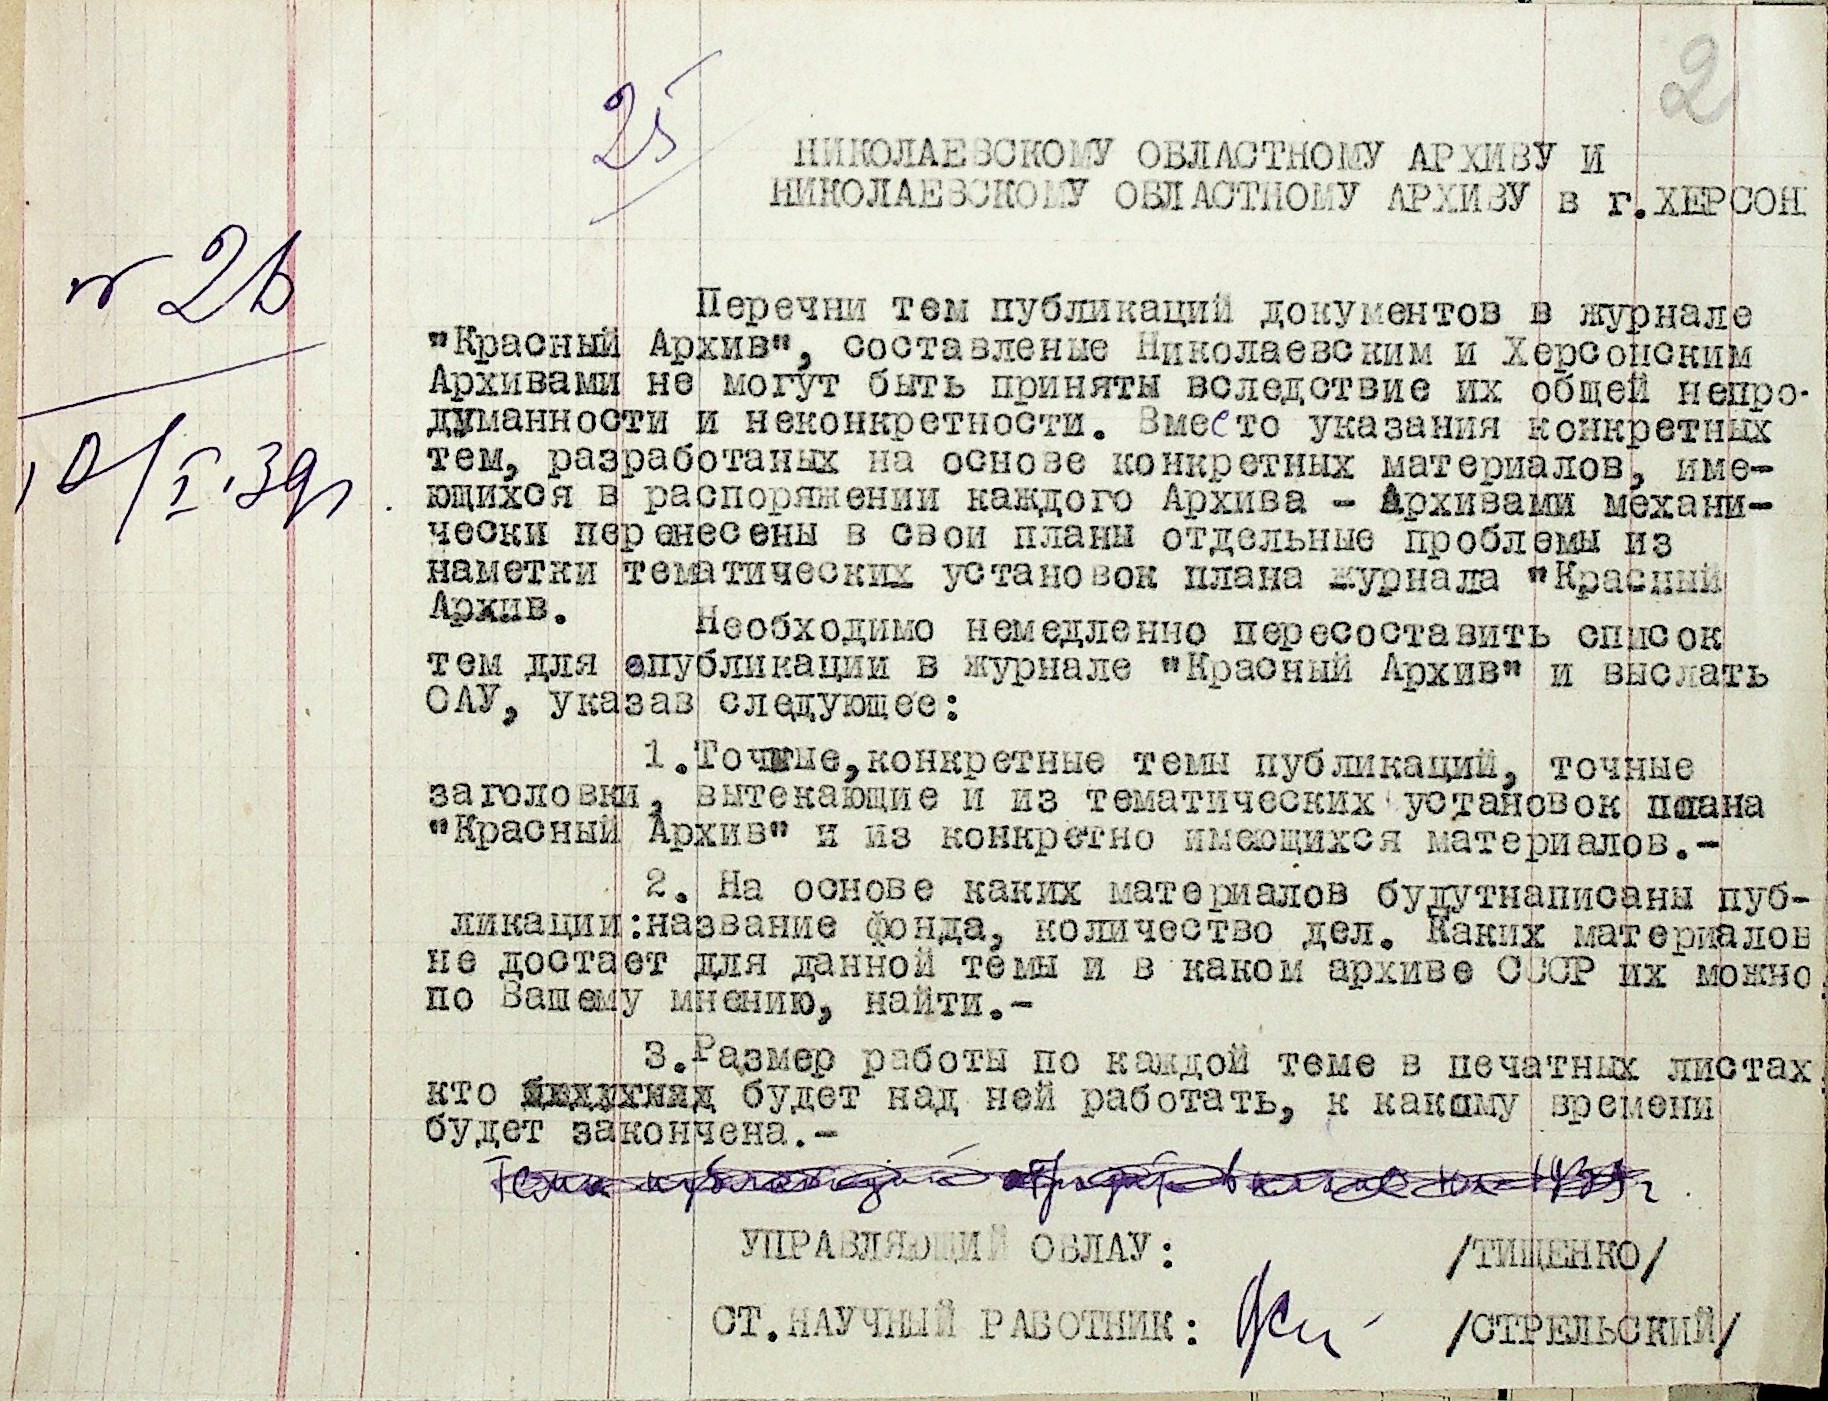 2
25
НИКОЛАЕВСКОМУ ОБЛАСТНОМУ АРХИВУ И
НИКОЛАЕВСКОМУ ОБЛАСТНОМУ АРХИВУ в г.ХЕРСОН
№ 26
10/I.39г
Перечни тем публикаций документов в журнале
"Красный Архив", составленые Николаевским и Херсонским
Архивами не могут быть приняты вследствие их общей непро-
думанности и неконкретности. Вместо указания конкретных
тем, разработаных на основе конкретных материалов, име-
ющихся в распоряжении каждого Архива - Архивами механи-
чески перенесены в свои планы отдельные проблемы из
наметки тематических установок плана журнала "Красный
Архив.
Необходимо немедленно пересоставить список
тем для опубликации в журнале "Красный Архив" и выслать
ОАУ, указав следующее:
1.Точные,конкретные темы публикаций, точные
заголовки, вытекающие и из тематических установок плана
"Красный Архив" и из конкретно имеющихся материалов.-
2. На основе каких материалов будутнаписаны пуб-
ликации:название фонда, количество дел. Каких материалов
не достает для данной темы и в каком архиве СССР их можно
по Вашему мнению, найти.-
3.Размер работы по каждой теме в печатных листах,
кто будет над ней работать, к какому времени
будет закончена.-
УПРАВЛЯЮЩИЙ ОБЛАУ: /ТИЩЕНКО/
СТ.НАУЧНЫЙ РАБОТНИК: /СТРЕЛЬСКИЙ/